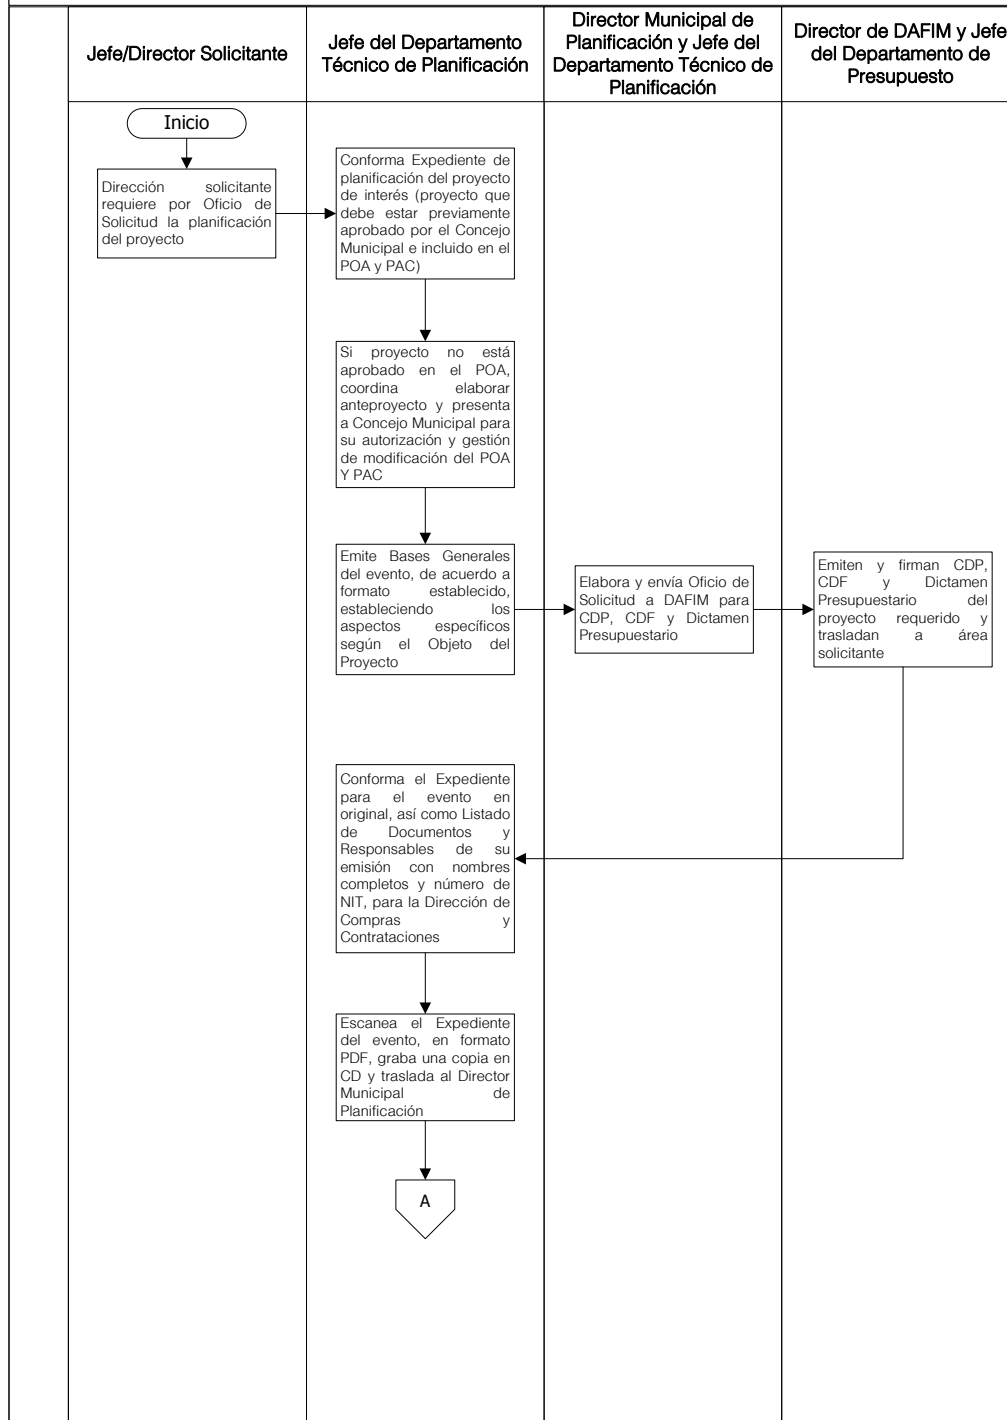 Jefe/Director Solicitante
Jefe del Departamento
Técnico de Planificación
Director Municipal de
Planificación y Jefe del
Departamento Técnico de
Planificación
Director de DAFIM y Jefe
del Departamento de
Presupuesto
Inicio
Dirección solicitante
requiere por Oficio de
Solicitud la planificación
del proyecto
Conforma Expediente de
planificación del proyecto
de interés (proyecto que
debe estar previamente
aprobado por el Concejo
Municipal e incluido en el
POA y PAC)
Si proyecto no está
aprobado en el POA,
coordina elaborar
anteproyecto y presenta
a Concejo Municipal para
su autorización y gestión
de modificación del POA
Y PAC
Emite Bases Generales
del evento, de acuerdo a
formato establecido,
estableciendo los
aspectos específicos
según el Objeto del
Proyecto
Elabora y envía Oficio de
Solicitud a DAFIM para
CDP, CDF y Dictamen
Presupuestario
Emiten y firman CDP,
CDF y Dictamen
Presupuestario del
proyecto requerido y
trasladan a área
solicitante
Conforma el Expediente
para el evento en
original, así como Listado
de Documentos y
Responsables de su
emisión con nombres
completos y número de
NIT, para la Dirección de
Compras y
Contrataciones
Escanea el Expediente
del evento, en formato
PDF, graba una copia en
CD y traslada al Director
Municipal de
Planificación
A